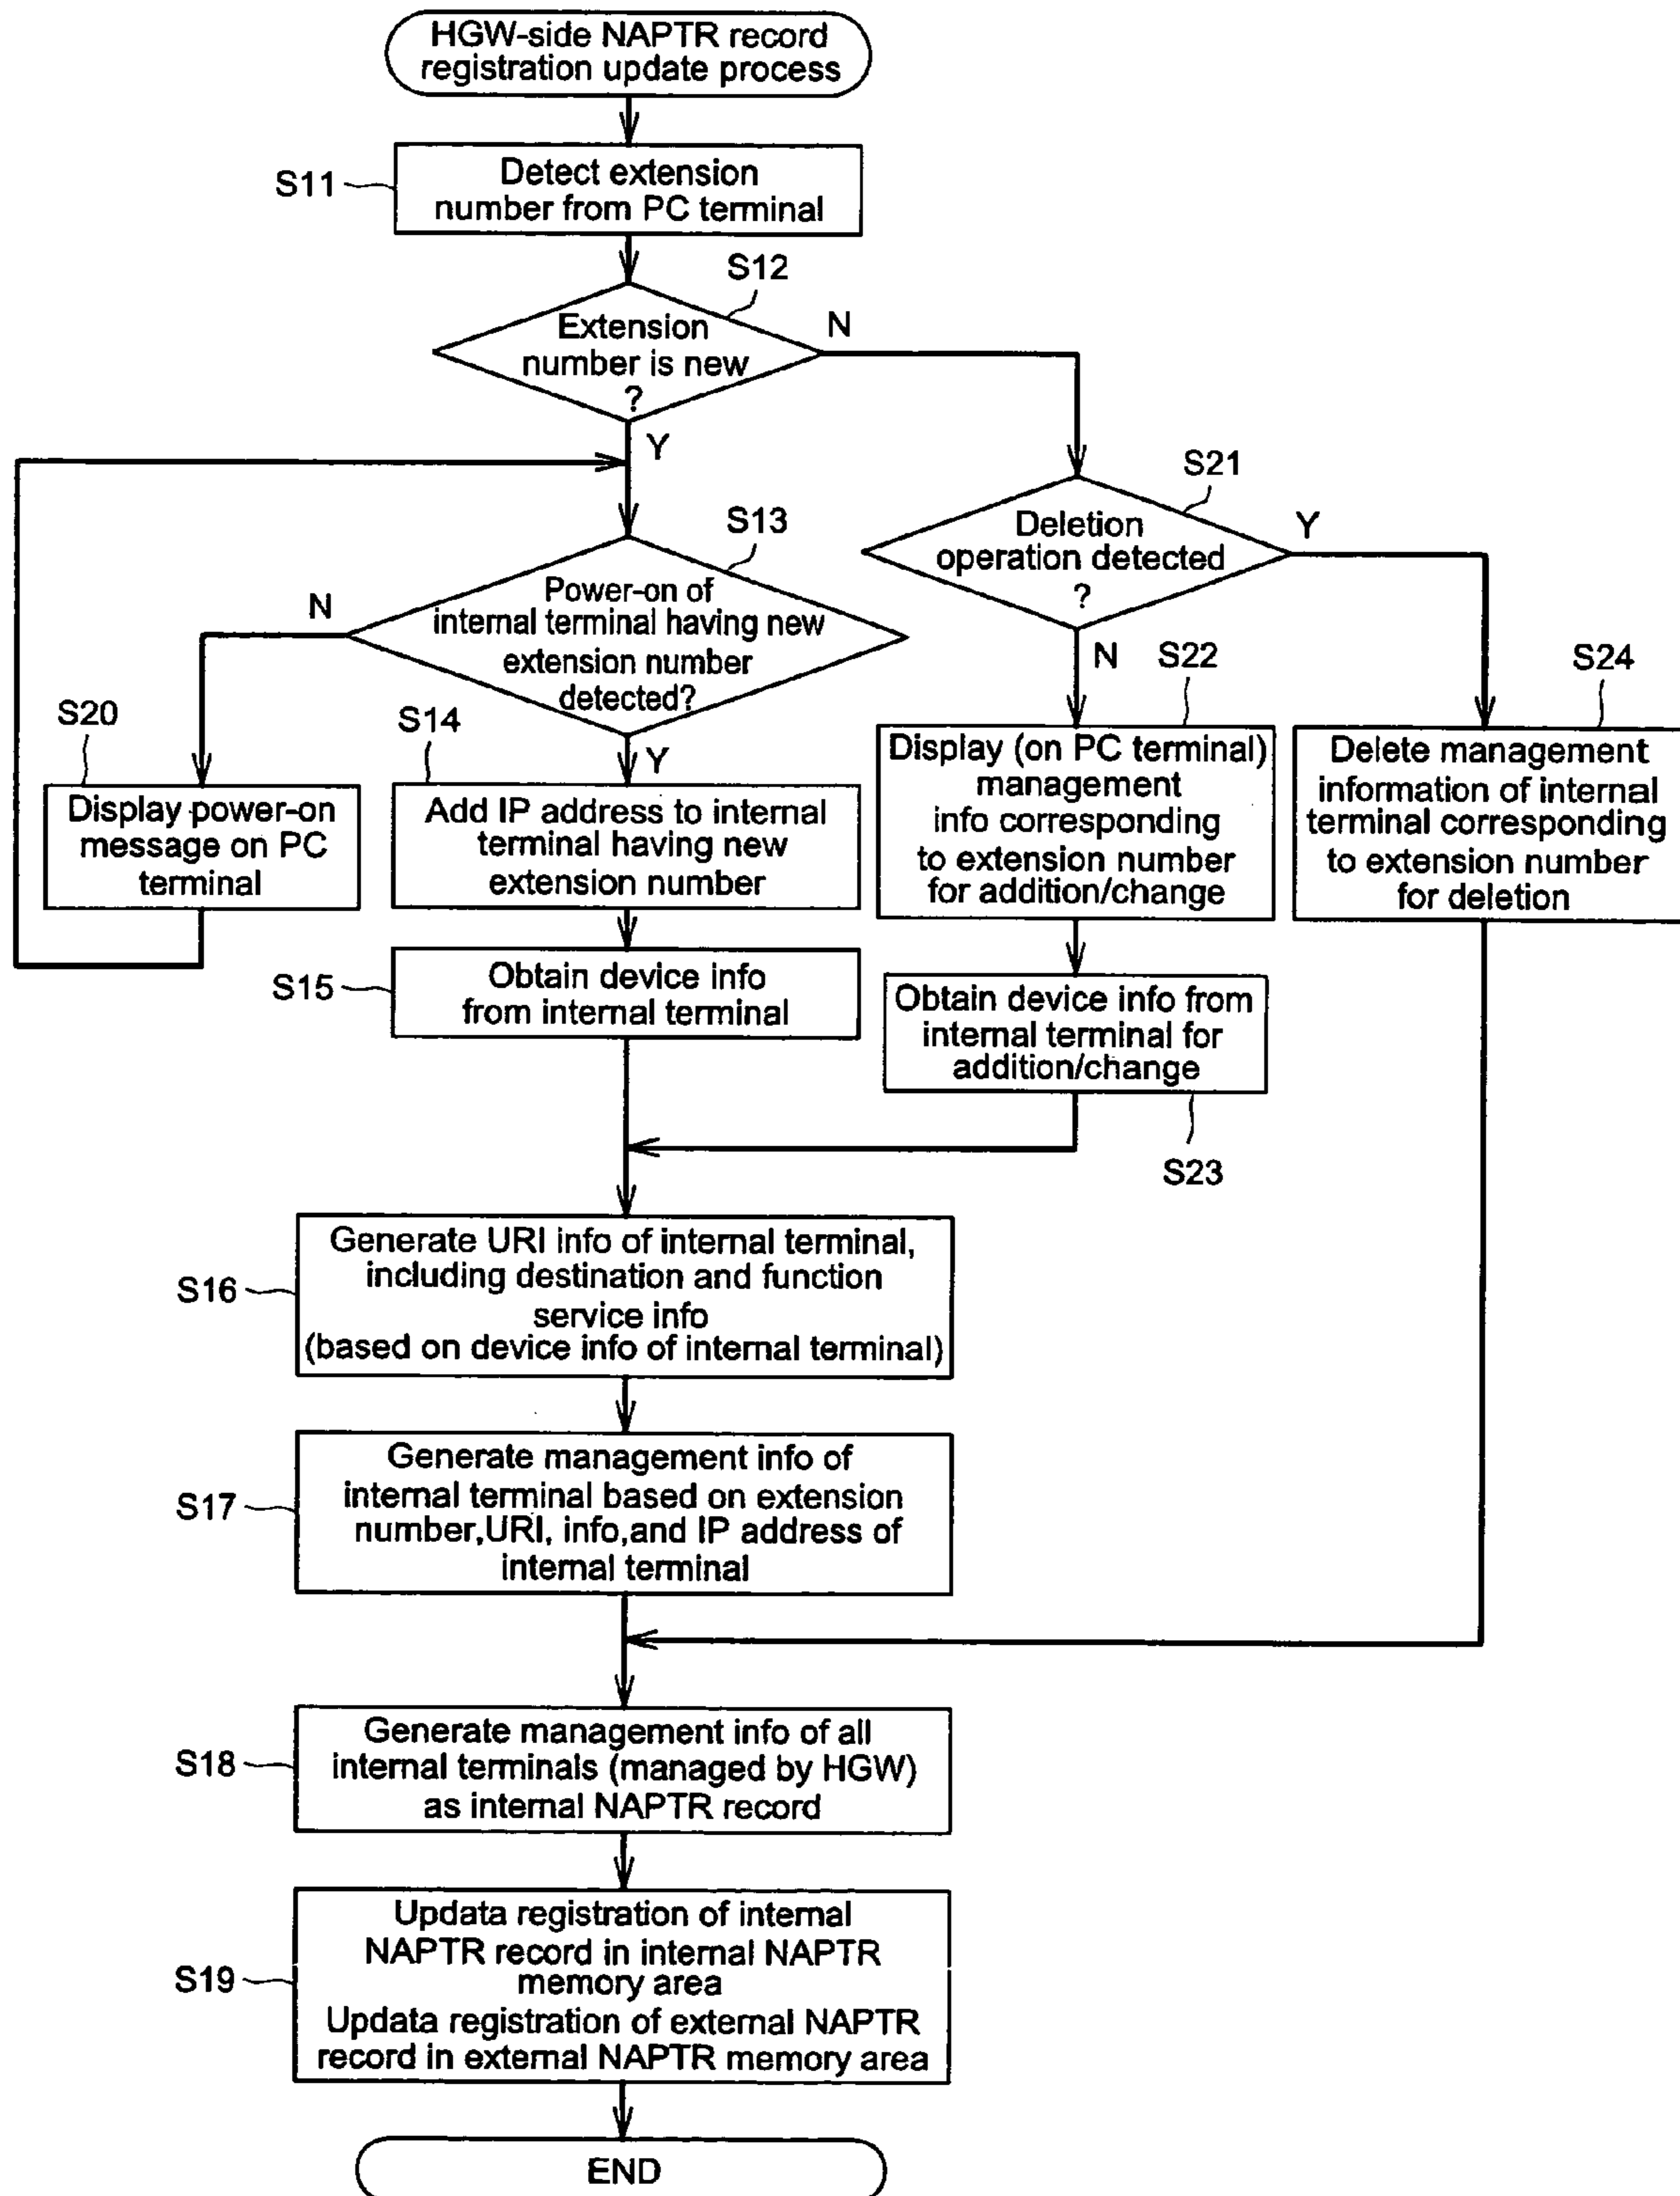 HGW-side NAPTR record
registration update process
S11
Detect extension
number from PC terminal
S12
Extension
number is new
?
N
Y
S13
Power-on of
internal terminal having new
extension number
detected?
N
Y
S20
Display power-on
message on PC
terminal
S14
Add IP address to internal
terminal having new
extension number
S15
Obtain device info
from internal terminal
S21
Deletion
operation detected
?
Y
N
S22
Display (on PC terminal)
management
info corresponding
to extension number
for addition/change
S24
Delete management
information of internal
terminal corresponding
to extension number
for deletion
Obtain device info from
internal terminal for
addition/change
S23
S16
Generate URI info of internal terminal,
including destination and function
service info
(based on device info of internal terminal)
S17
Generate management info of
internal terminal based on extension
number,URI, info,and IP address of
internal terminal
S18
Generate management info of all
internal terminals (managed by HGW)
as internal NAPTR record
S19
Updata registration of internal
NAPTR record in internal NAPTR
memory area
Updata registration of external NAPTR
record in external NAPTR memory area
END